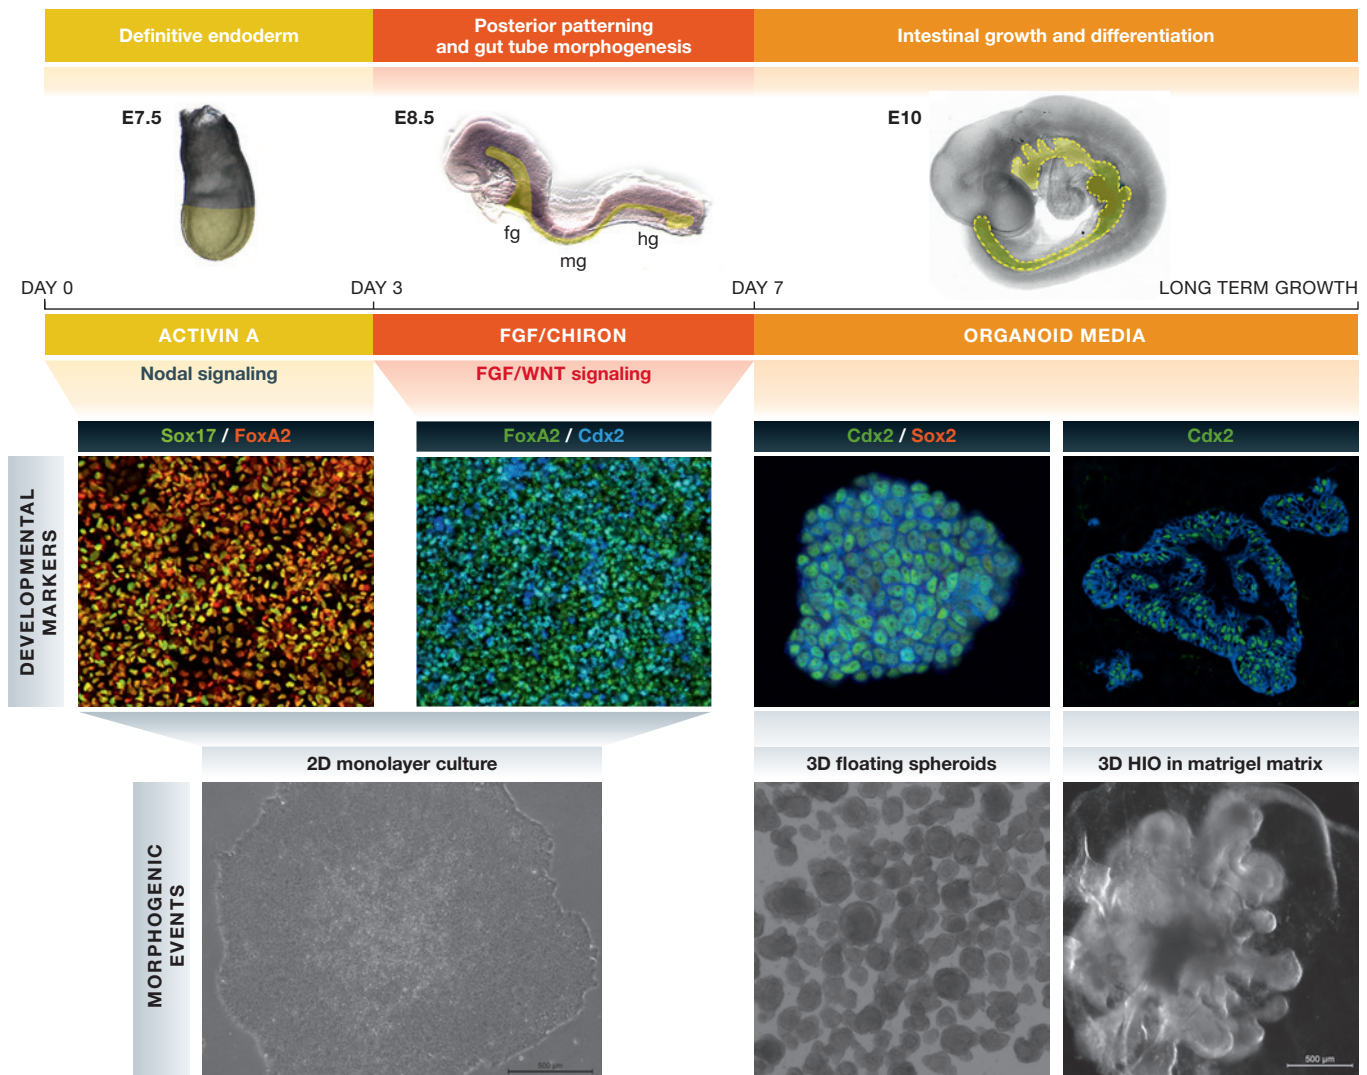 Definitive endoderm
Posterior patterning
and gut tube morphogenesis
Intestinal growth and differentiation
E7.5
E8.5
E10
fg
mg
hg
DAY 0
DAY 3
DAY 7
LONG TERM GROWTH
ACTIVIN A
FGF/CHIRON
ORGANOID MEDIA
Nodal signaling
FGF/WNT signaling
Sox17 / FoxA2
FoxA2 / Cdx2
Cdx2 / Sox2
Cdx2
DEVELOPMENTAL
MARKERS
2D monolayer culture
3D floating spheroids
3D HIO in matrigel matrix
MORPHOGENIC
EVENTS
500 µm
500 µm